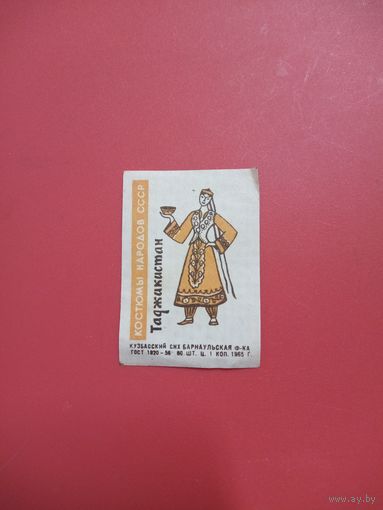 КОСТЮМЫ НАРОДОВ СССР
Таджикистан
КУЗБАССКИЙ СНХ БАРНАУЛЬСКАЯ Ф-КА
ГОСТ 1820-56 60 ШТ. Ц. 1 КОП. 1965 Г.
www.ay.by